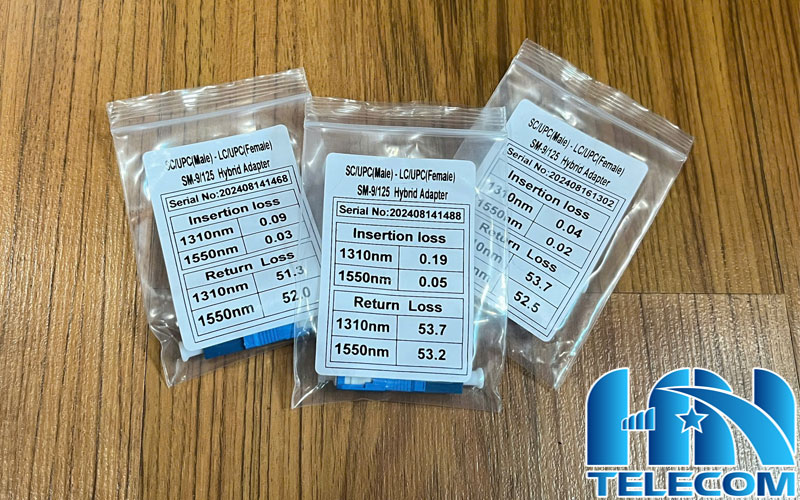 SC/UPC(Male) - LC/UPC(Female)
SM-9/125 Hybrid Adapter
Serial No:202408141468
Insertion loss
1310nm 0.09
1550nm 0.03
Return Loss
1310nm 51.3
1550nm 52.0
SC/UPC(Male) - LC/UPC(Female)
SM-9/125 Hybrid Adapter
Serial No:202408141488
Insertion loss
1310nm 0.19
1550nm 0.05
Return Loss
1310nm 53.7
1550nm 53.2
SC/UPC(Male) - LC/UPC(Female)
SM-9/125 Hybrid Adapter
Serial No:202408161302
Insertion loss
1310nm 0.04
0nm 0.02
Return Loss
0nm 53.7
52.5
HN
TELECOM